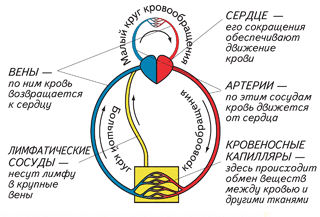 Малый круг кровообращения
СЕРДЦЕ —
его сокращения
обеспечивают
движение
крови
ВЕНЫ —
по ним кровь
возвращается
к сердцу
АРТЕРИИ —
по этим сосудам
кровь движется
от сердца
Большой круг
кровообращения
ЛИМФАТИЧЕСКИЕ
СОСУДЫ —
несут лимфу
в крупные
вены
КРОВЕНОСНЫЕ
КАПИЛЛЯРЫ —
здесь происходит
обмен веществ
между кровью и
другими тканями